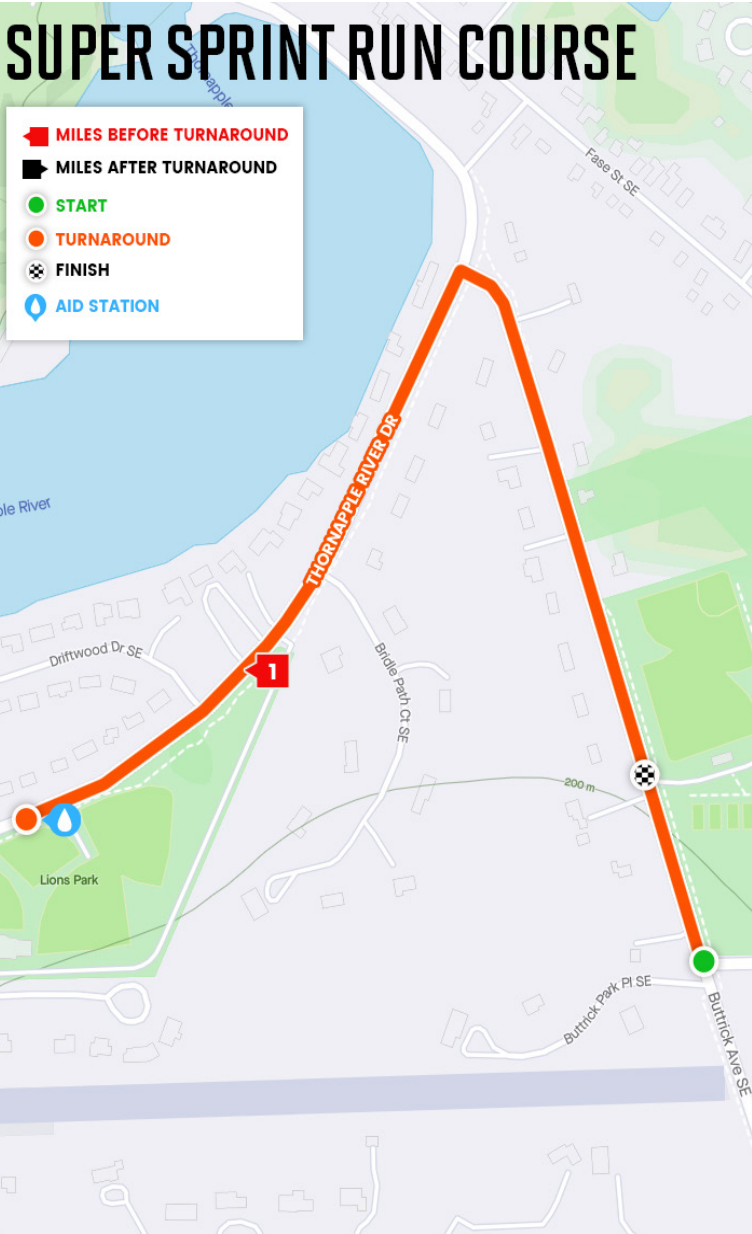 SUPER SPRINT RUN COURSE
Thornapple
MILES BEFORE TURNAROUND
MILES AFTER TURNAROUND
START
TURNAROUND
FINISH
AID STATION
Fase St SE
THORNAPPLE RIVER DR
ple River
Driftwood Dr SE
1
Bridle Path Ct SE
200 m
Lions Park
Buttrick Park Pl SE
Buttrick Ave SE